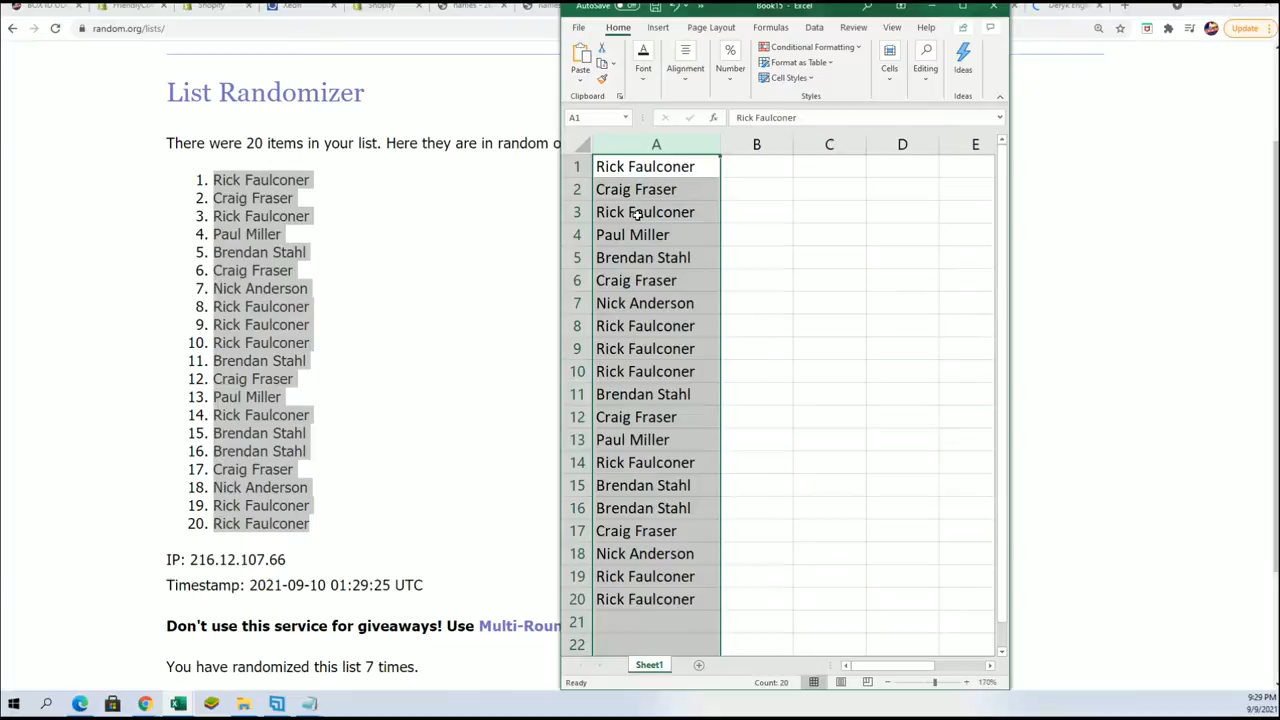 AutoSave Off Book15 - Excel
random.org/lists/
Update
File Home Insert Page Layout Formulas Data Review View Help
Paste Font Alignment Number Conditional Formatting Format as Table Cell Styles Cells Editing Ideas
Clipboard Styles Ideas
A1 Rick Faulconer
List Randomizer
There were 20 items in your list. Here they are in random o
1. Rick Faulconer
2. Craig Fraser
3. Rick Faulconer
4. Paul Miller
5. Brendan Stahl
6. Craig Fraser
7. Nick Anderson
8. Rick Faulconer
9. Rick Faulconer
10. Rick Faulconer
11. Brendan Stahl
12. Craig Fraser
13. Paul Miller
14. Rick Faulconer
15. Brendan Stahl
16. Brendan Stahl
17. Craig Fraser
18. Nick Anderson
19. Rick Faulconer
20. Rick Faulconer
IP: 216.12.107.66
Timestamp: 2021-09-10 01:29:25 UTC
Don't use this service for giveaways! Use Multi-Roun
You have randomized this list 7 times.
A B C D E
1 Rick Faulconer
2 Craig Fraser
3 Rick Faulconer
4 Paul Miller
5 Brendan Stahl
6 Craig Fraser
7 Nick Anderson
8 Rick Faulconer
9 Rick Faulconer
10 Rick Faulconer
11 Brendan Stahl
12 Craig Fraser
13 Paul Miller
14 Rick Faulconer
15 Brendan Stahl
16 Brendan Stahl
17 Craig Fraser
18 Nick Anderson
19 Rick Faulconer
20 Rick Faulconer
21
22
Sheet1
Ready Count: 20 170%
9:29 PM
9/9/2021